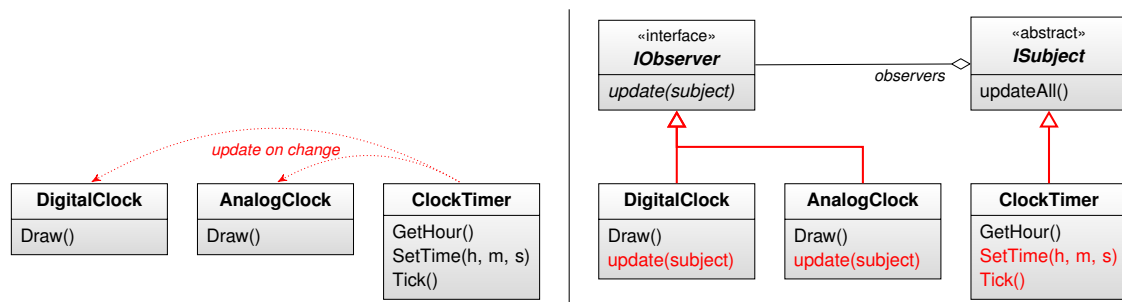 update on change
DigitalClock
Draw()
AnalogClock
Draw()
ClockTimer
GetHour()
SetTime(h, m, s)
Tick()
«interface»
IObserver
update(subject)
observers
«abstract»
ISubject
updateAll()
DigitalClock
Draw()
update(subject)
AnalogClock
Draw()
update(subject)
ClockTimer
GetHour()
SetTime(h, m, s)
Tick()